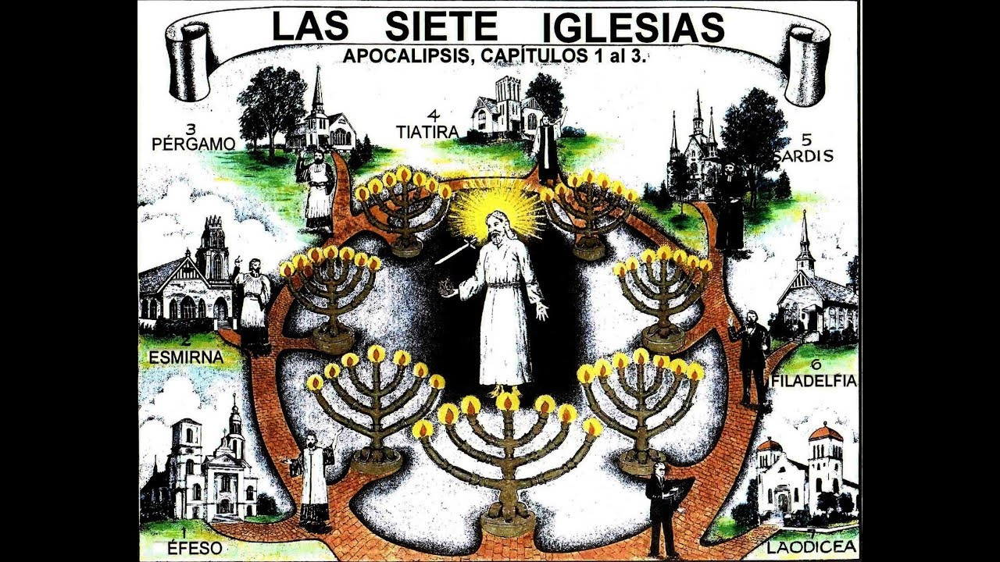 LAS SIETE IGLESIAS
APOCALIPSIS, CAPÍTULOS 1 al 3.
4
TIATIRA
3
PÉRGAMO
5
SARDIS
2
ESMIRNA
6
FILADELFIA
1
ÉFESO
7
LAODICEA